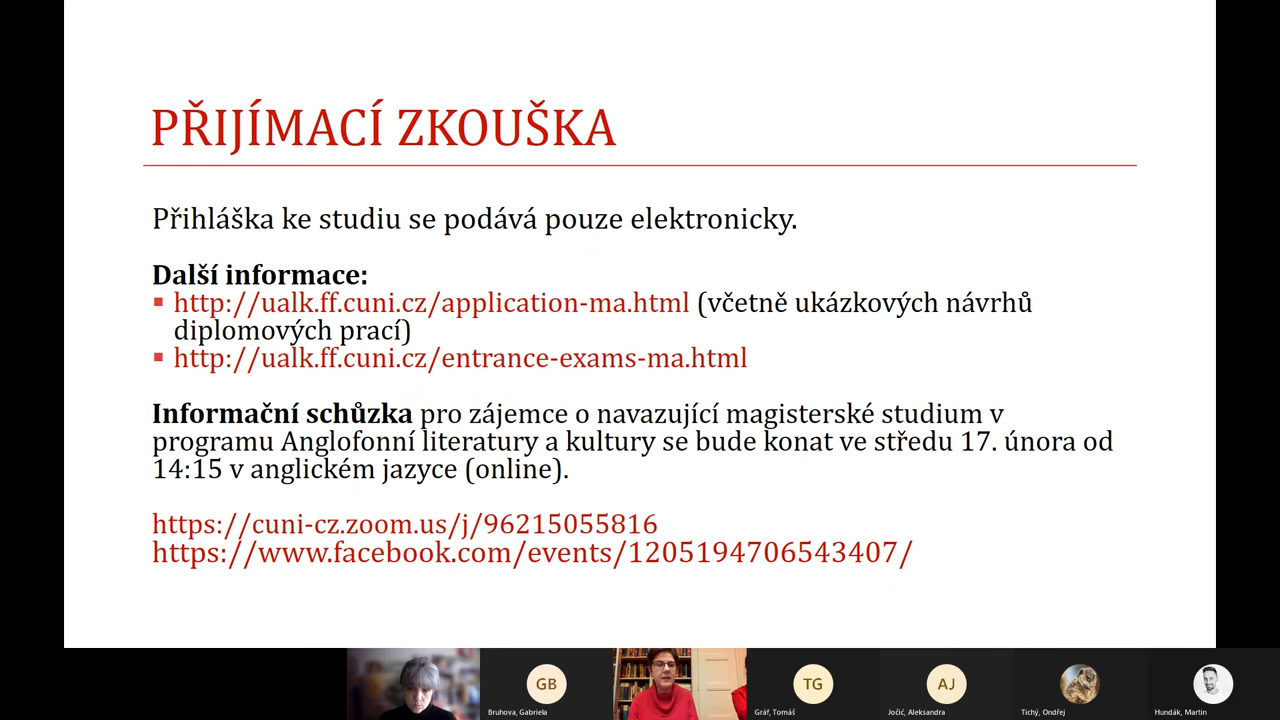 PŘIJÍMACÍ ZKOUŠKA
Přihláška ke studiu se podává pouze elektronicky.
Další informace:
▪ http://ualk.ff.cuni.cz/application-ma.html (včetně ukázkových návrhů
diplomových prací)
▪ http://ualk.ff.cuni.cz/entrance-exams-ma.html
Informační schůzka pro zájemce o navazující magisterské studium v
programu Anglofonní literatury a kultury se bude konat ve středu 17. února od
14:15 v anglickém jazyce (online).
https://cuni-cz.zoom.us/j/96215055816
https://www.facebook.com/events/1205194706543407/
GB
TG
AJ
Bruhova, Gabriela
Gráf, Tomáš
Jočić, Aleksandra
Tichý, Ondřej
Hundák, Martin